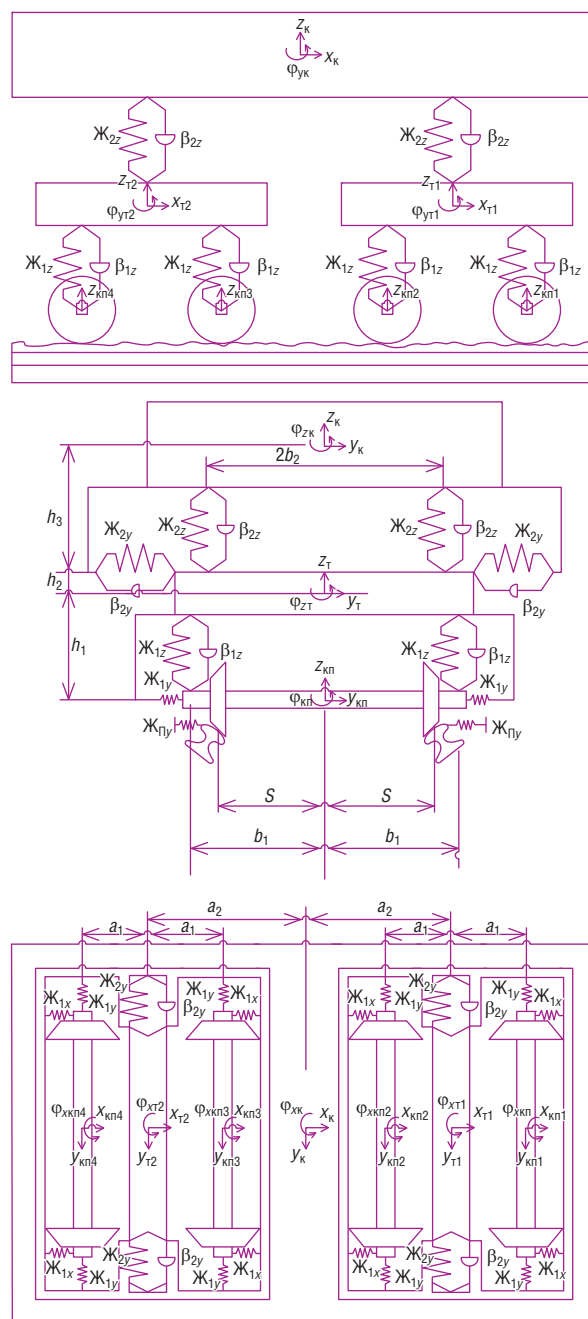 zк
xк
φyк
Ж2z β2z Ж2z β2z
zт2 zт1
φyт2 xт2 φyт1 xт1
Ж1z β1z Ж1z β1z Ж1z β1z Ж1z β1z
zкп4 zкп3 zкп2 zкп1
zк
φzк yк
2b2
h3
Ж2y Ж2z β2z Ж2z β2z Ж2y
h2
zт
β2y φzт yт β2y
h1
Ж1z β1z Ж1z β1z
Ж1y zкп Ж1y
φкп yкп
ЖПy ЖПy
S S
b1 b1
a2 a2
a1 a1 a1 a1
Ж2y Ж2y
Ж1x Ж1y Ж1y Ж1x Ж1x Ж1y Ж1y Ж1x
β2y β2y
φxкп4 xкп4 φxт2 xт2 φxкп3 xкп3 φxк xк φxкп2 xкп2 φxт1 xт1 φxкп xкп1
yкп4 yт2 yкп3 yк yкп2 yт1 yкп1
Ж1x Ж2y β2y Ж1x Ж1x Ж2y β2y Ж1x
Ж1y Ж1y Ж1y Ж1y